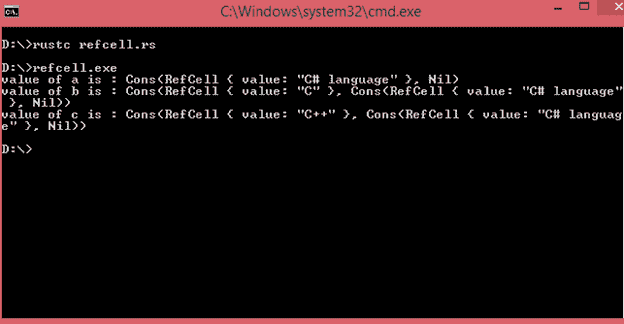 C:\Windows\system32\cmd.exe
D:\>rustc refcell.rs
D:\>refcell.exe
value of a is : Cons(RefCell { value: "C# language" }, Nil)
value of b is : Cons(RefCell { value: "C" }, Cons(RefCell { value: "C# language"
 }, Nil))
value of c is : Cons(RefCell { value: "C++" }, Cons(RefCell { value: "C# languag
e" }, Nil))
D:\>